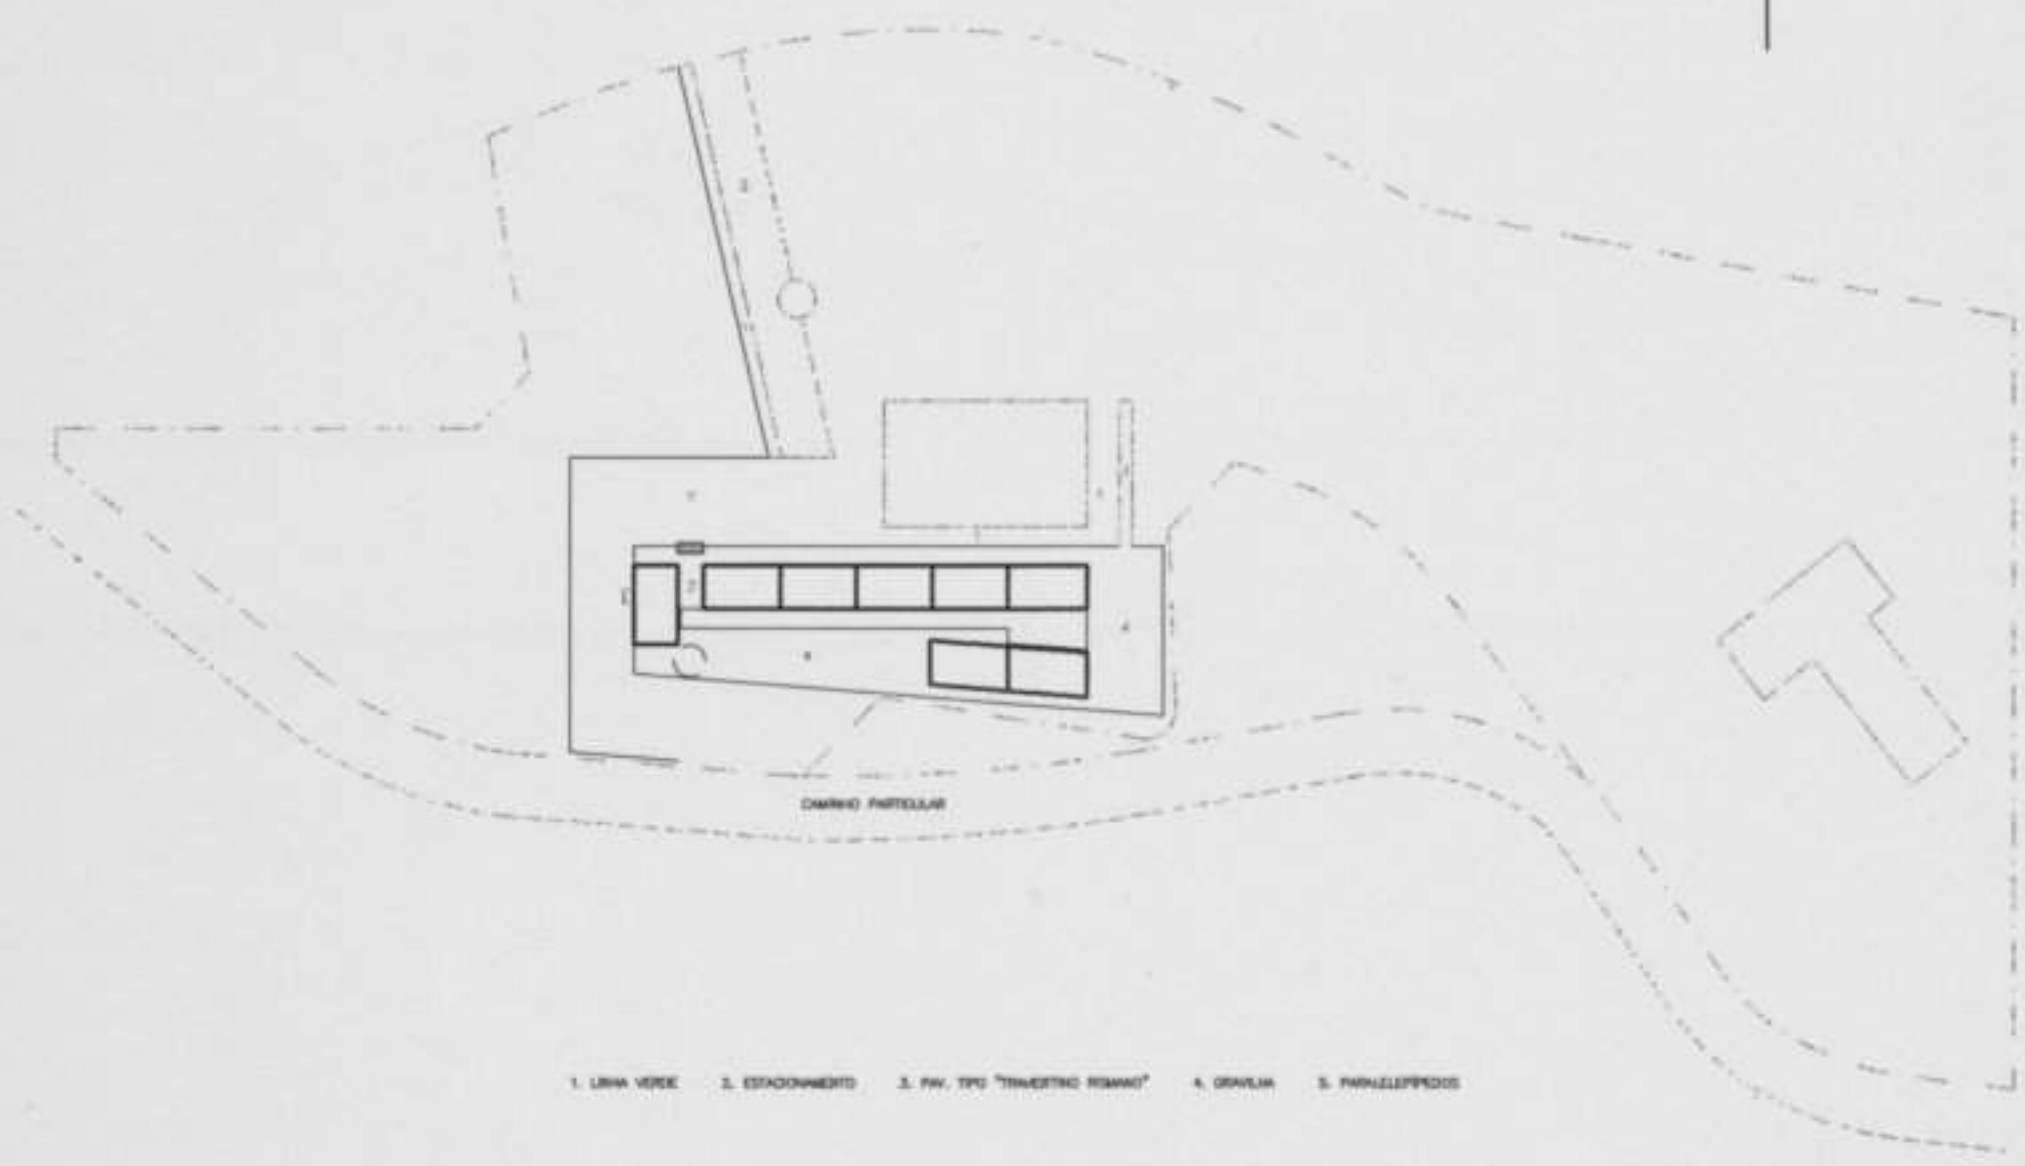 CAMINHO PARTICULAR
1. LINHA VERDE 2. ESTACIONAMENTO 3. PAV. TIPO "TRAVERTINO ROMANO" 4. GRAVILHA 5. PARALELEPÍPEDOS